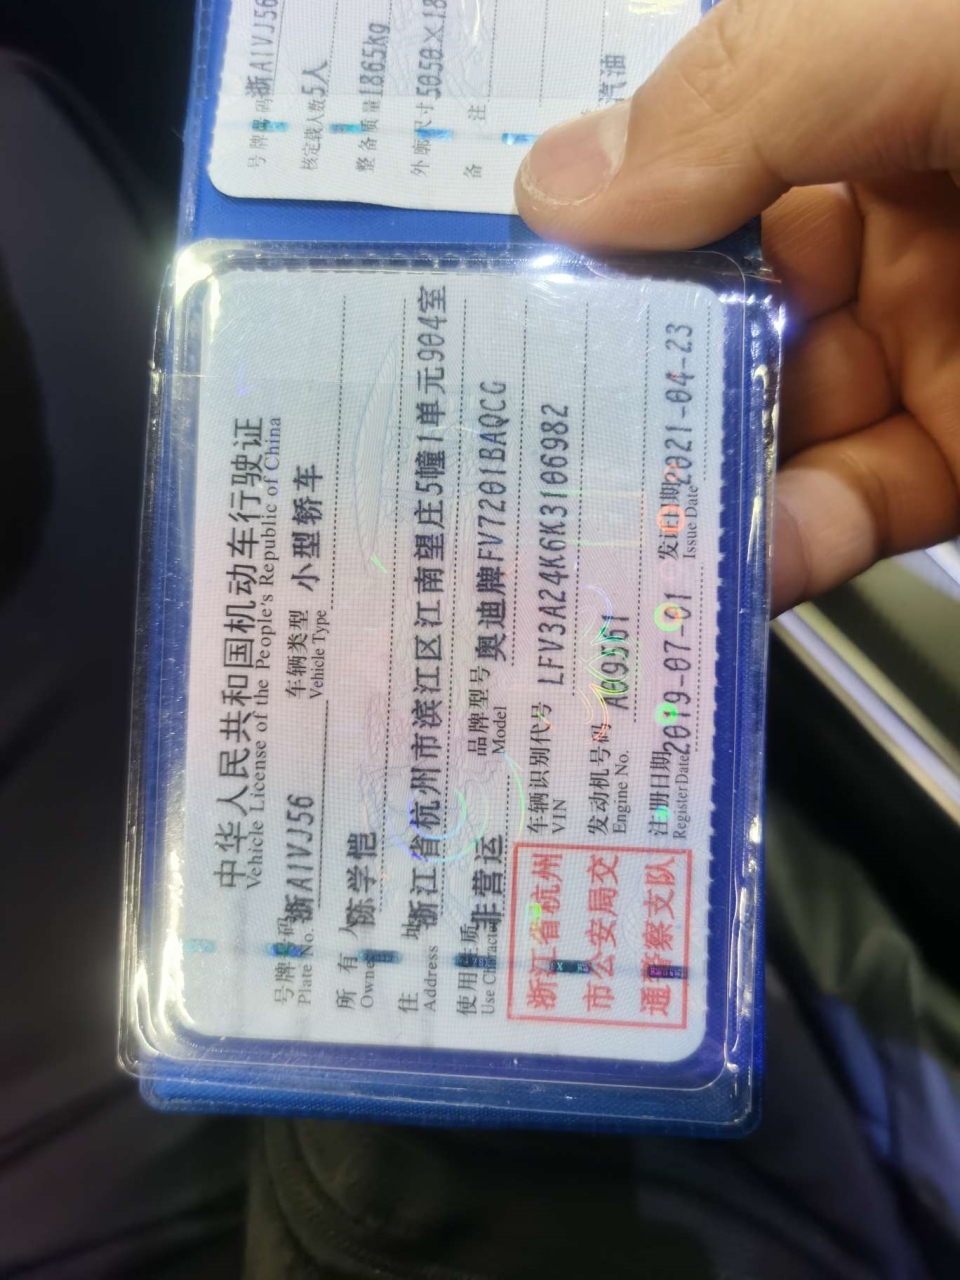 号牌号码 浙A1VJ56
核定载人数 5人
整备质量 1865kg
外廓尺寸 5050×18
备 注
汽油
中华人民共和国机动车行驶证
Vehicle License of the People's Republic of China
号牌号码 浙A1VJ56 车辆类型 小型轿车
Plate No. Vehicle Type
所有人 陈学恺
Owner
住址 浙江省杭州市滨江区江南望庄5幢1单元904室
Address
使用性质 非营运 品牌型号 奥迪牌FV7201BAQCG
Use Character Model
浙江省杭州
市公安局交
通警察支队
车辆识别代号 LFV3A24K6K3106982
VIN
发动机号码
Engine No.
注册日期 2019-07-01 发证日期 2021-04-23
Register Date Issue Date